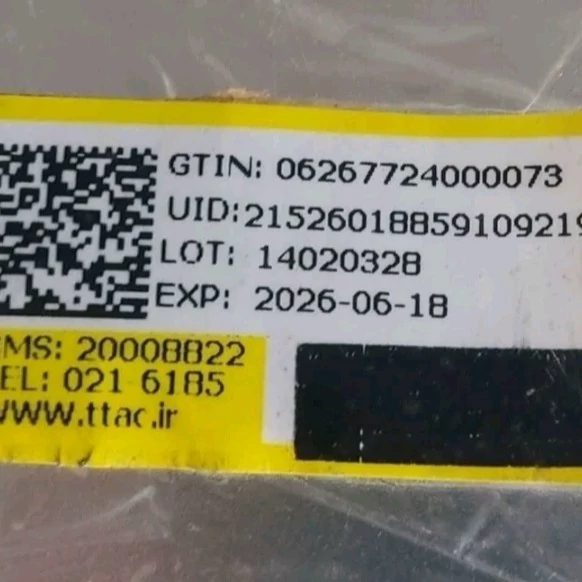 GTIN: 06267724000073
UID:21526018859109219
LOT: 14020328
EXP: 2026-06-18
MS: 20008822
EL: 021 6185
WWW.ttac.ir